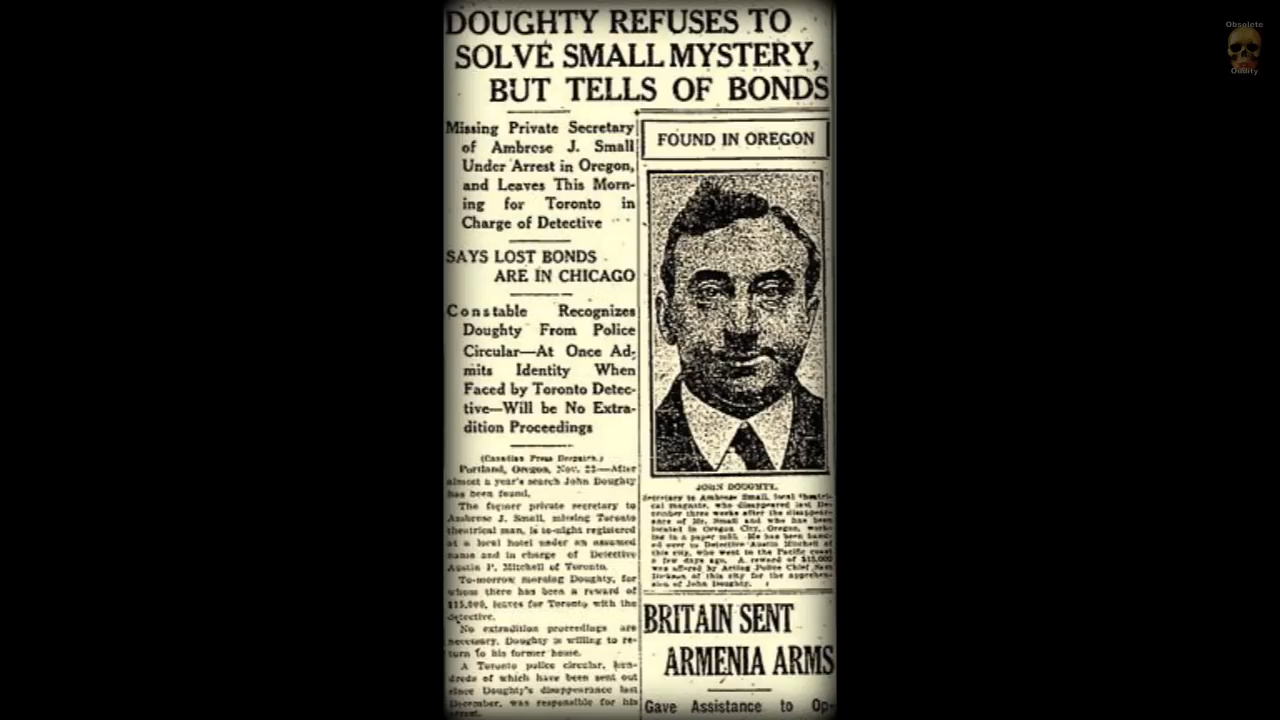 DOUGHTY REFUSES TO
SOLVE SMALL MYSTERY,
BUT TELLS OF BONDS
Missing Private Secretary
of Ambrose J. Small
Under Arrest in Oregon,
and Leaves This Morn-
ing for Toronto in
Charge of Detective
SAYS LOST BONDS
ARE IN CHICAGO
Constable Recognizes
Doughty From Police
Circular—At Once Ad-
mits Identity When
Faced by Toronto Detec-
tive—Will be No Extra-
dition Proceedings
(Canadian Press Despatch.)
Portland, Oregon, Nov. 23—After
almost a year's search John Doughty
has been found.
The former private secretary to
Ambrose J. Small, missing Toronto
theatrical man, is to-night registered
at a local hotel under an assumed
name and in charge of Detective
Austin P. Mitchell of Toronto.
To-morrow morning Doughty, for
whom there has been a reward of
$15,000, leaves for Toronto with the
detective.
No extradition proceedings are
necessary. Doughty is willing to re-
turn to his former house.
A Toronto police circular, hun-
dreds of which have been sent out
since Doughty's disappearance last
December, was responsible for his
arrest.
FOUND IN OREGON
JOHN DOUGHTY,
Secretary to Ambrose Small, local theatri-
cal magnate, who disappeared last De-
cember three weeks after the disappear-
ance of Mr. Small and who has been
located in Oregon City, Oregon, work-
ing in a paper mill. He has been hand-
ed over to Detective Austin Mitchell of
this city, who went to the Pacific coast
a few days ago. A reward of $15,000
was offered by Acting Police Chief
of this city for the apprehen-
sion of John Doughty.
BRITAIN SENT
ARMENIA ARMS
Gave Assistance to Op-
Obsolete
Oddity